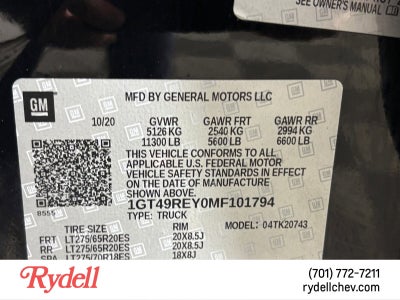 SEE OWNER'S MANUAL
GM
MFD BY GENERAL MOTORS LLC
10/20 GVWR GAWR FRT GAWR RR
5126 KG 2540 KG 2994 KG
11300 LB 5600 LB 6600 LB
THIS VEHICLE CONFORMS TO ALL
APPLICABLE U.S. FEDERAL MOTOR
VEHICLE SAFETY STANDARDS IN EFFECT
ON THE DATE OF MANUFACTURE
SHOWN ABOVE.
1GT49REY0MF101794
8555
TYPE: TRUCK MODEL: 04TK20743
TIRE SIZE RIM
FRT LT275/65R20ES 20X8.5J
RR LT275/65R20ES 20X8.5J
SPA LT275/70R18ES 18X8J
Rydell
(701) 772-7211
rydellchev.com